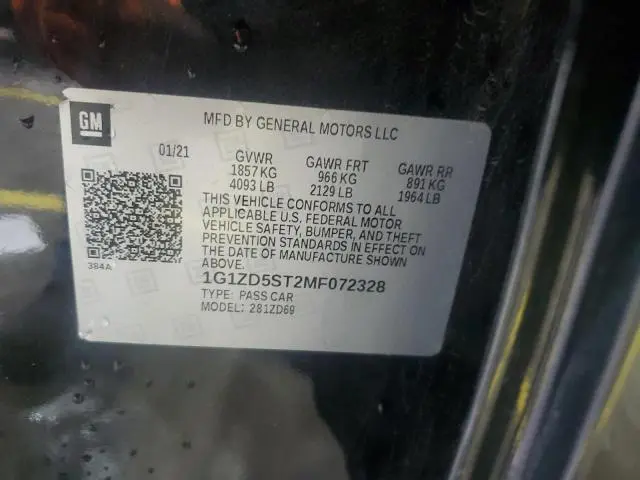 GM
MFD BY GENERAL MOTORS LLC
01/21
GVWR GAWR FRT GAWR RR
1857 KG 966 KG 891 KG
4093 LB 2129 LB 1964 LB
THIS VEHICLE CONFORMS TO ALL
APPLICABLE U.S. FEDERAL MOTOR
VEHICLE SAFETY, BUMPER, AND THEFT
PREVENTION STANDARDS IN EFFECT ON
THE DATE OF MANUFACTURE SHOWN
ABOVE.
384A
1G1ZD5ST2MF072328
TYPE: PASS CAR
MODEL: 281ZD69